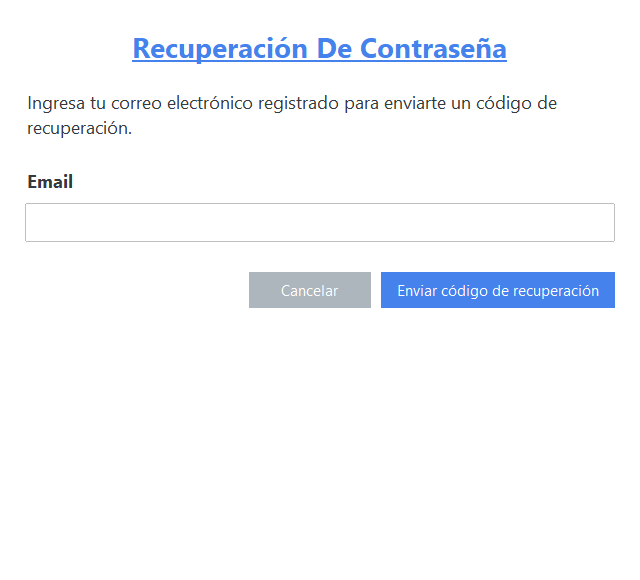 Recuperación De Contraseña
Ingresa tu correo electrónico registrado para enviarte un código de
recuperación.
Email
Cancelar
Enviar código de recuperación